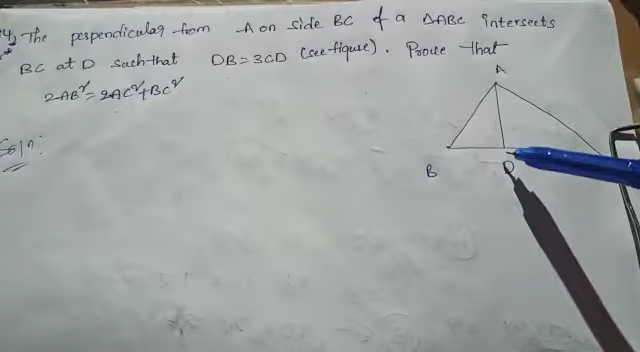 4) The perpendicular from A on side BC of a ΔABC intersects
BC at D such that DB = 3CD (see figure). Prove that
2AB² = 2AC² + BC²
Soln:
A
B D